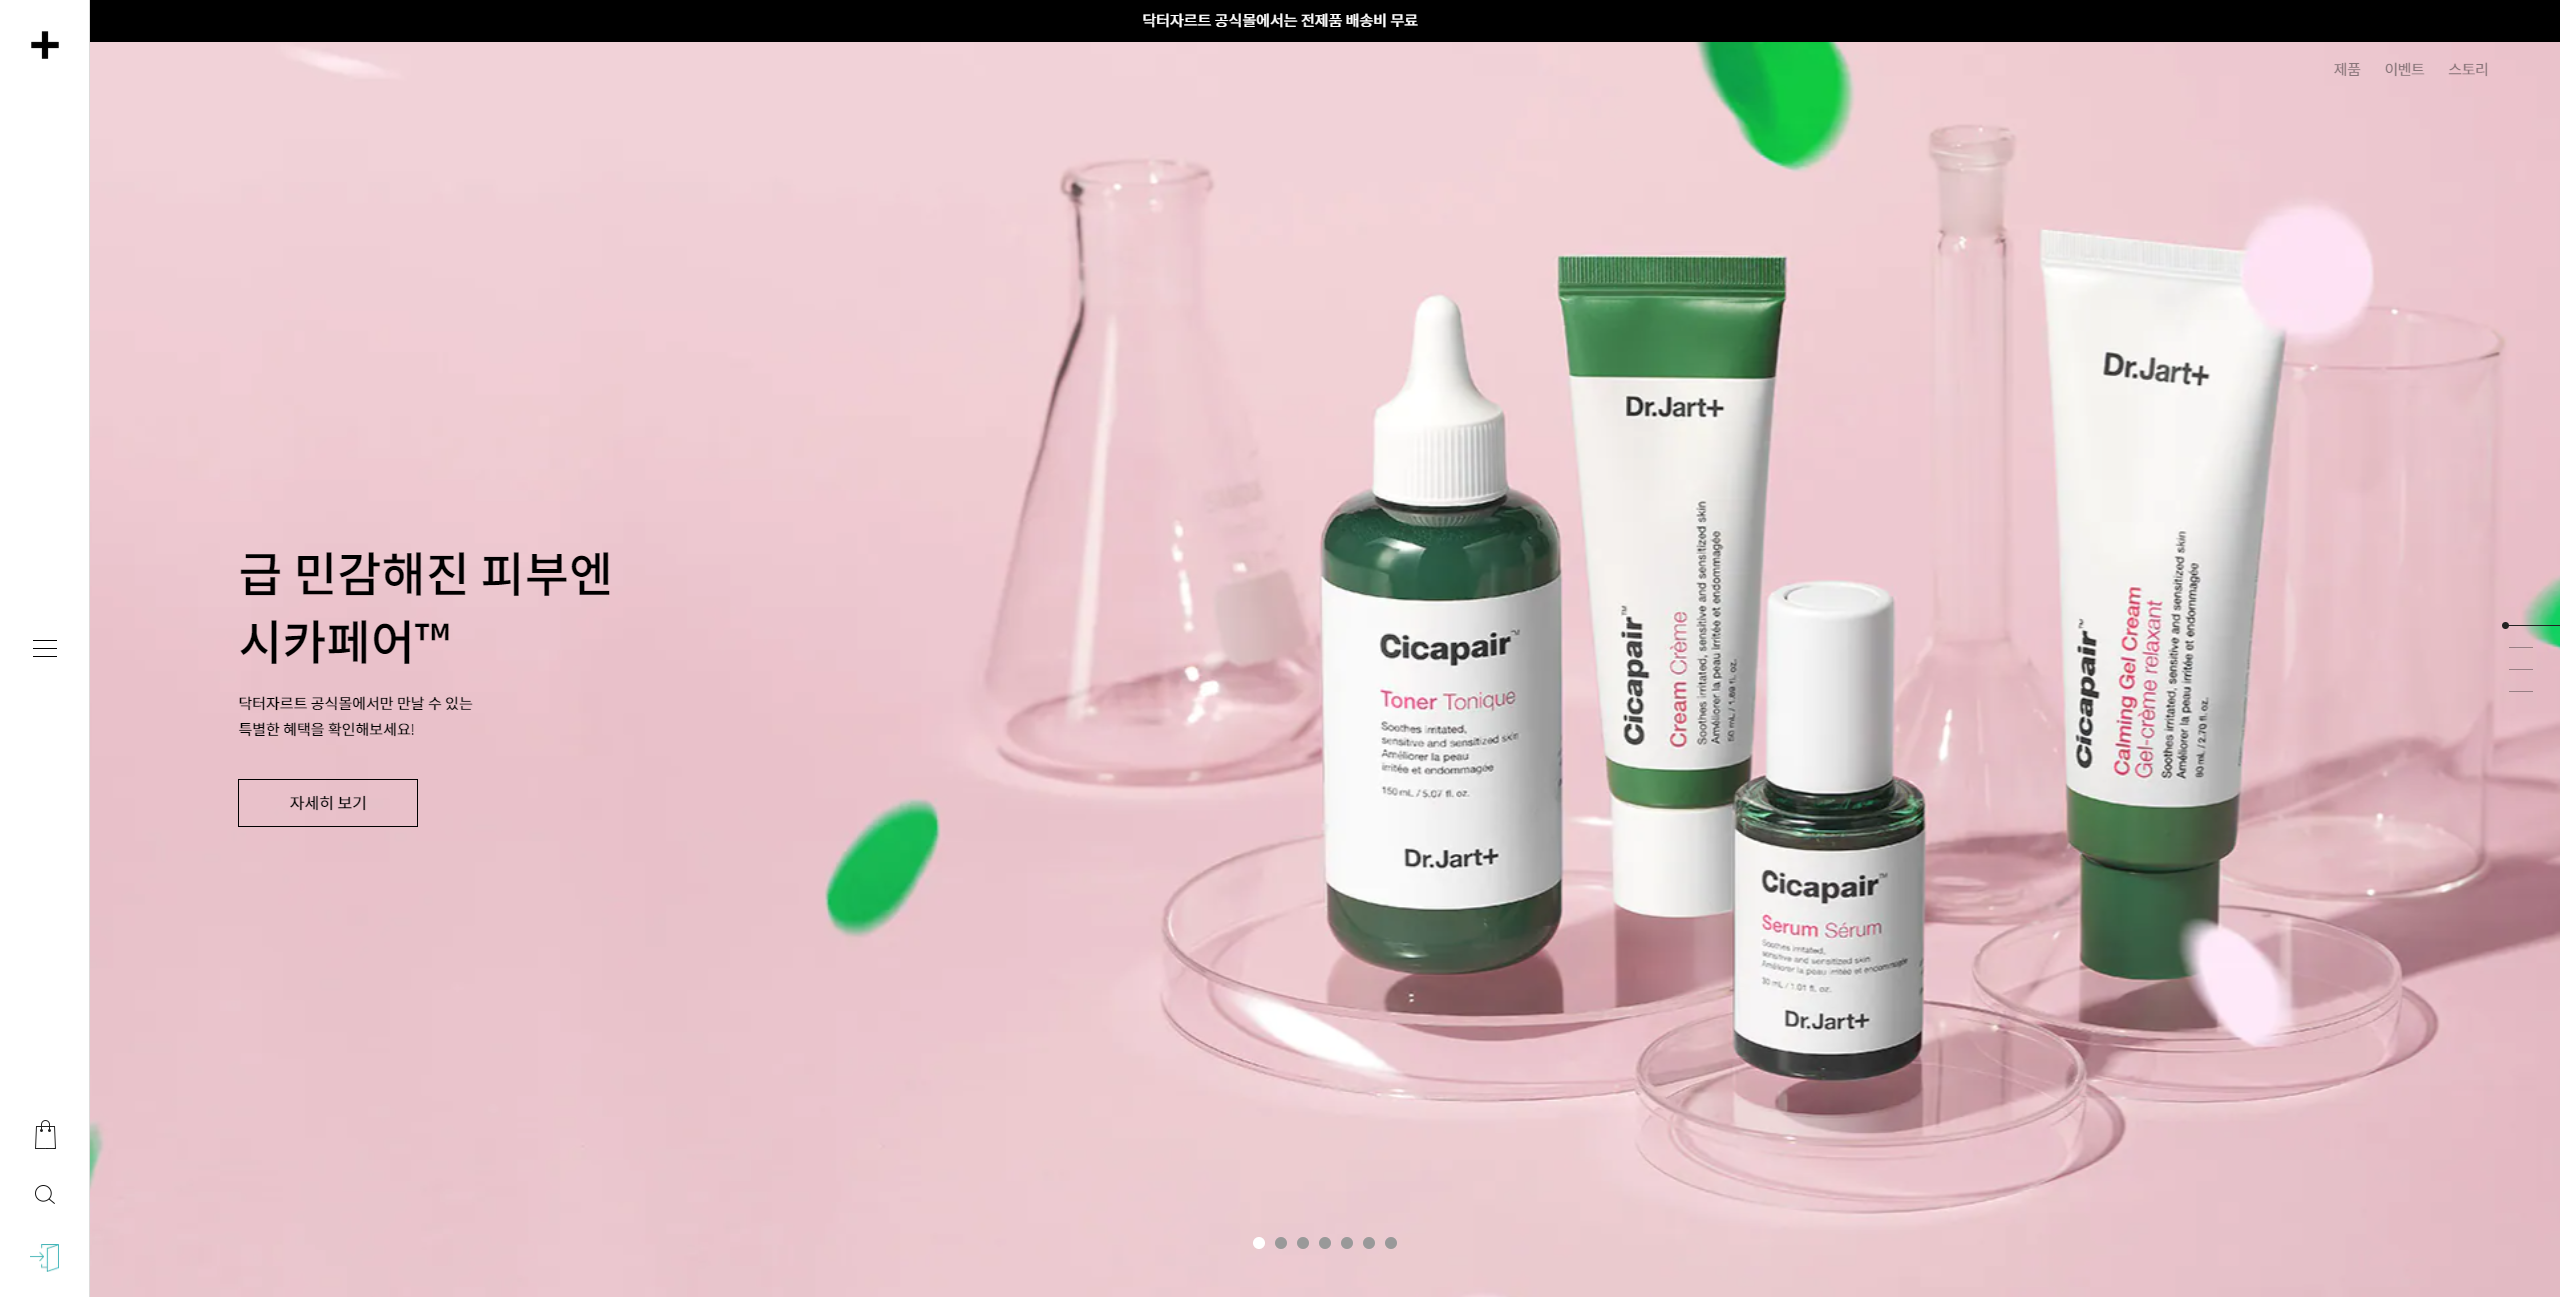 닥터자르트 공식몰에서는 전제품 배송비 무료
제품 이벤트 스토리
급 민감해진 피부엔
시카페어™
닥터자르트 공식몰에서만 만날 수 있는
특별한 혜택을 확인해보세요!
자세히 보기
Cicapair™
Toner Tonique
Soothes irritated,
sensitive and sensitized skin
Améliorer la peau
irritée et endommagée
150 mL / 5.07 fl. oz.
Dr.Jart+
Dr.Jart+
Cicapair™
Cream Crème
Soothes irritated, sensitive and sensitized skin
Améliorer la peau irritée et endommagée
50 mL / 1.69 fl. oz.
Cicapair™
Serum Sérum
Soothes irritated,
sensitive and sensitized skin
Améliorer la peau irritée et endommagée
30 mL / 1.01 fl. oz.
Dr.Jart+
Dr.Jart+
Cicapair™
Calming Gel Cream
Gel-crème relaxant
Soothes irritated, sensitive and sensitized skin
Améliorer la peau irritée et endommagée
80 mL / 2.70 fl. oz.